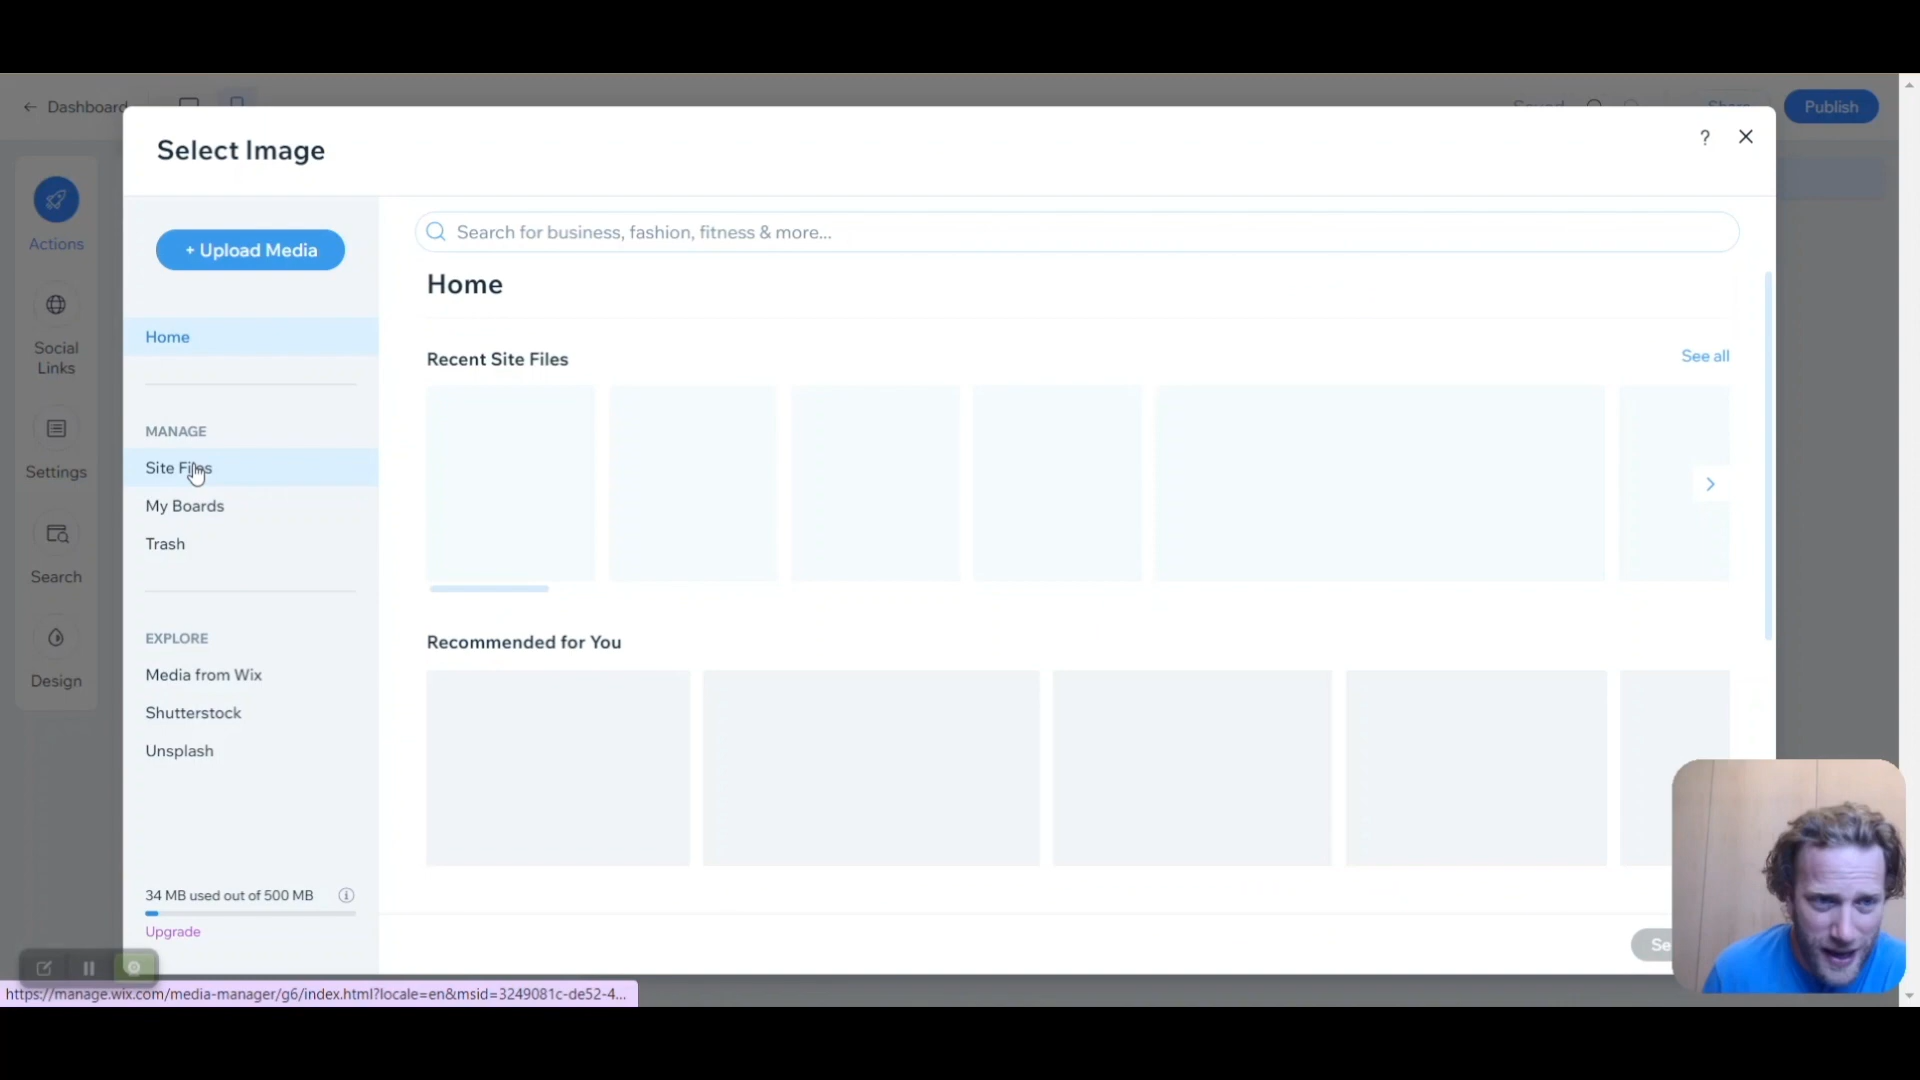 Dashboard
Share
Publish
Select Image
?
Actions
+ Upload Media
Search for business, fashion, fitness & more...
Home
Home
Social
Links
Recent Site Files
See all
MANAGE
Site Files
Settings
My Boards
Trash
Search
EXPLORE
Recommended for You
Media from Wix
Design
Shutterstock
Unsplash
34 MB used out of 500 MB
Upgrade
Se
https://manage.wix.com/media-manager/g6/index.html?locale=en&msid=3249081c-de52-4...